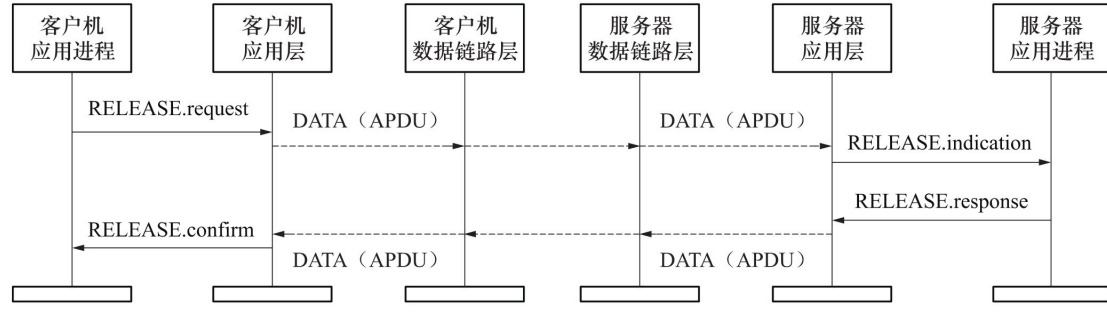 客户机
应用进程
客户机
应用层
客户机
数据链路层
服务器
数据链路层
服务器
应用层
服务器
应用进程
RELEASE.request
DATA（APDU）
DATA（APDU）
RELEASE.indication
RELEASE.response
RELEASE.confirm
DATA（APDU）
DATA（APDU）